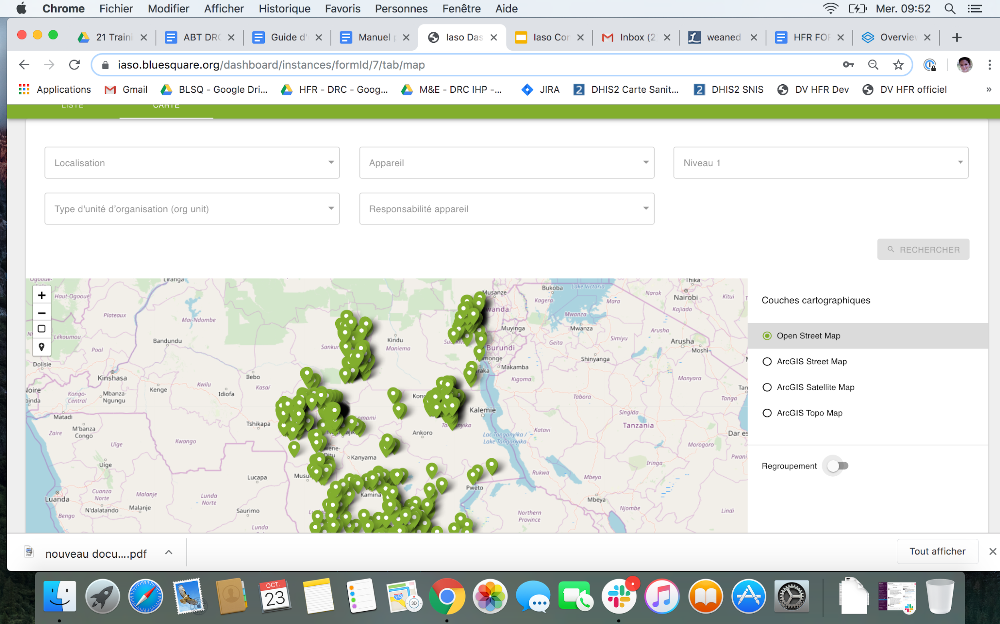 Chrome Fichier Modifier Afficher Historique Favoris Personnes Fenêtre Aide Mer. 09:52
21 Traini ABT DRC Guide d' Manuel p Iaso Das Iaso Cor Inbox (2 weaned HFR FOR Overview
iaso.bluesquare.org/dashboard/instances/formId/7/tab/map
Applications Gmail BLSQ - Google Dri... HFR - DRC - Goog... M&E - DRC IHP -... JIRA DHIS2 Carte Sanit... DHIS2 SNIS DV HFR Dev DV HFR officiel »
LISTE CARTE
Localisation Appareil Niveau 1
Type d'unité d'organisation (org unit) Responsabilité appareil
RECHERCHER
Couches cartographiques
Open Street Map
ArcGIS Street Map
ArcGIS Satellite Map
ArcGIS Topo Map
Regroupement
Liranga
Haut-Ogooué
Plateaux
Mai-Ndombe
Lékoumou
Pool
Bandundu
Dolisie
Kinshasa
Ilebo
Kwilu
Kasai
Kenge
Idiofa
Kongo-
Central
Mbanza-
Ngungu
Matadi
Zaire
M'banza
Congo
Tshikapa
Uíge
Kwango
Uíge
Lucapa
Luanda
Cuanza
Norte
Malanje
Lunda
Norte
N'dalatando
Malanje
Saurimo
Bengo
Lunda
Kindu
Maniema
Musanze
Bukoba
Lake Victoria
Kagera
Mara
Narok
Thika
Nairobi
Kitui
Kajiado
Mwanza
Muyinga
Mwanza
Arusha
Burundi
Geita
Simiyu
Arusha
Moshi
Shinyanga
Makamba
Kigoma
Manyara
Tabora
Tanga
Kalemie
Singida
Tanzania
Ankoro
Lac Tanganyika /
Lake Tanganyika
Katavi
Dar es
Morogoro
Kanyama
Pwani
Iringa
Rukwa
Mbeya
Pweto
Kamina
Mbeya
Njombe
Lindi
Northern
Province
nouveau docu....pdf Tout afficher
OCT.
23
280
3D